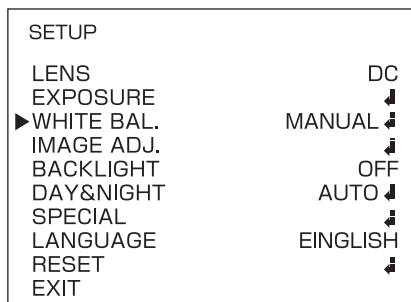 SETUP
LENS DC
EXPOSURE ↲
▶WHITE BAL. MANUAL ↲
IMAGE ADJ. ↲
BACKLIGHT OFF
DAY&NIGHT AUTO ↲
SPECIAL ↲
LANGUAGE EINGLISH
RESET ↲
EXIT